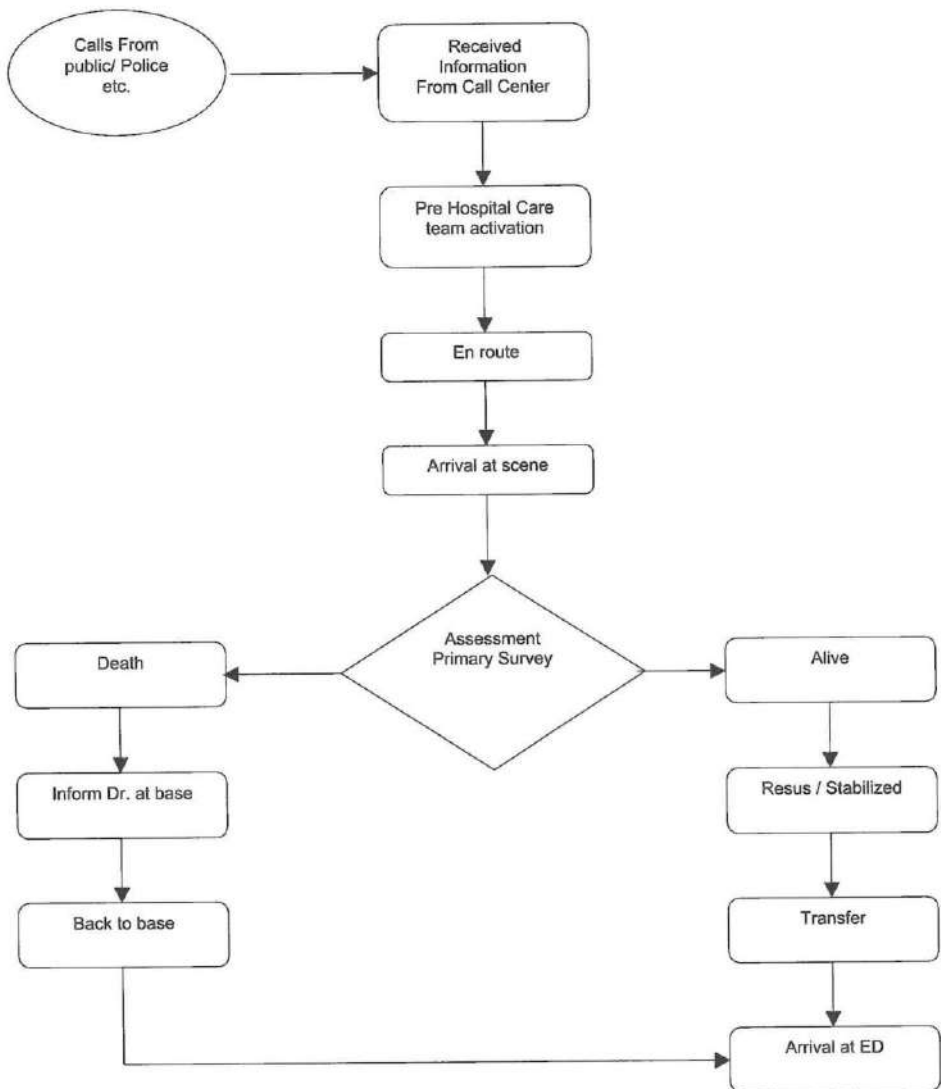 Calls From
public/ Police
etc.
Received
Information
From Call Center
Pre Hospital Care
team activation
En route
Arrival at scene
Assessment
Primary Survey
Death
Alive
Inform Dr. at base
Resus / Stabilized
Back to base
Transfer
Arrival at ED